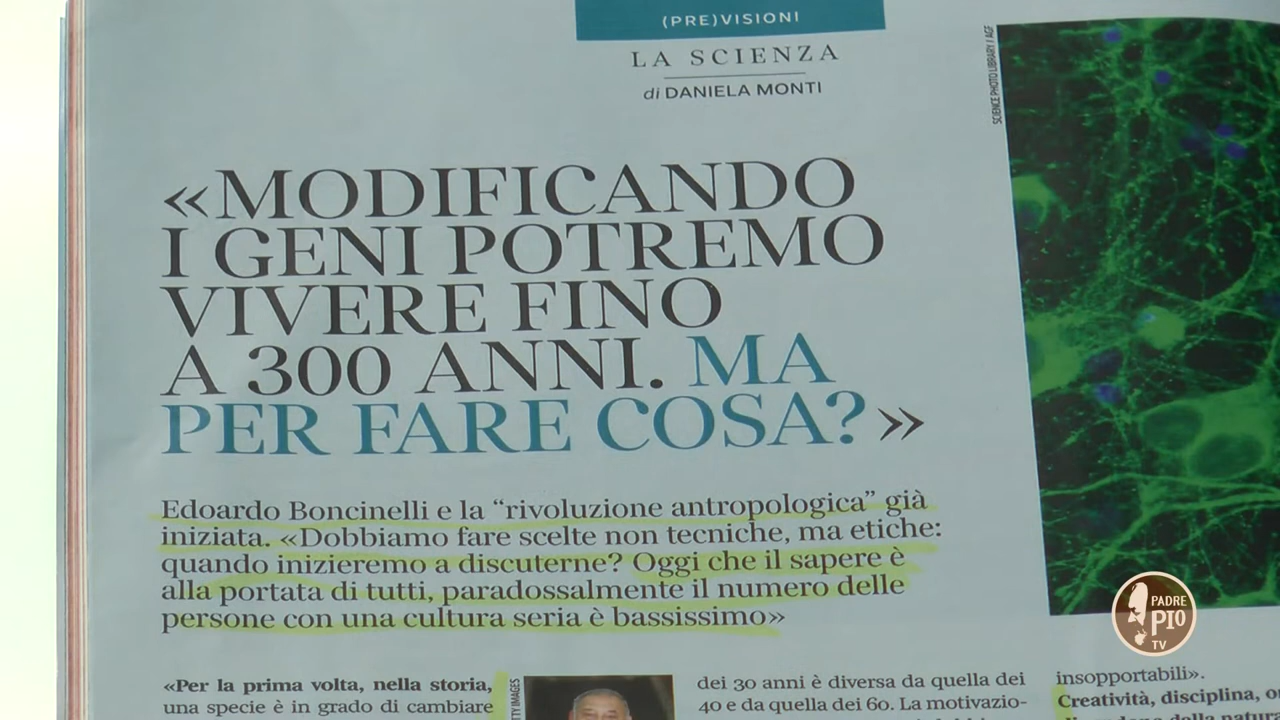 (PRE)VISIONI
LA SCIENZA
di DANIELA MONTI
SCIENCE PHOTO LIBRARY / AGF
«MODIFICANDO
I GENI POTREMO
VIVERE FINO
A 300 ANNI. MA
PER FARE COSA?»
Edoardo Boncinelli e la “rivoluzione antropologica” già
iniziata. «Dobbiamo fare scelte non tecniche, ma etiche:
quando inizieremo a discuterne? Oggi che il sapere è
alla portata di tutti, paradossalmente il numero delle
persone con una cultura seria è bassissimo»
«Per la prima volta, nella storia,
una specie è in grado di cambiare
TTY IMAGES
dei 30 anni è diversa da quella dei
40 e da quella dei 60. La motivazio-
insopportabili».
Creatività, disciplina,
PADRE
PIO
TV